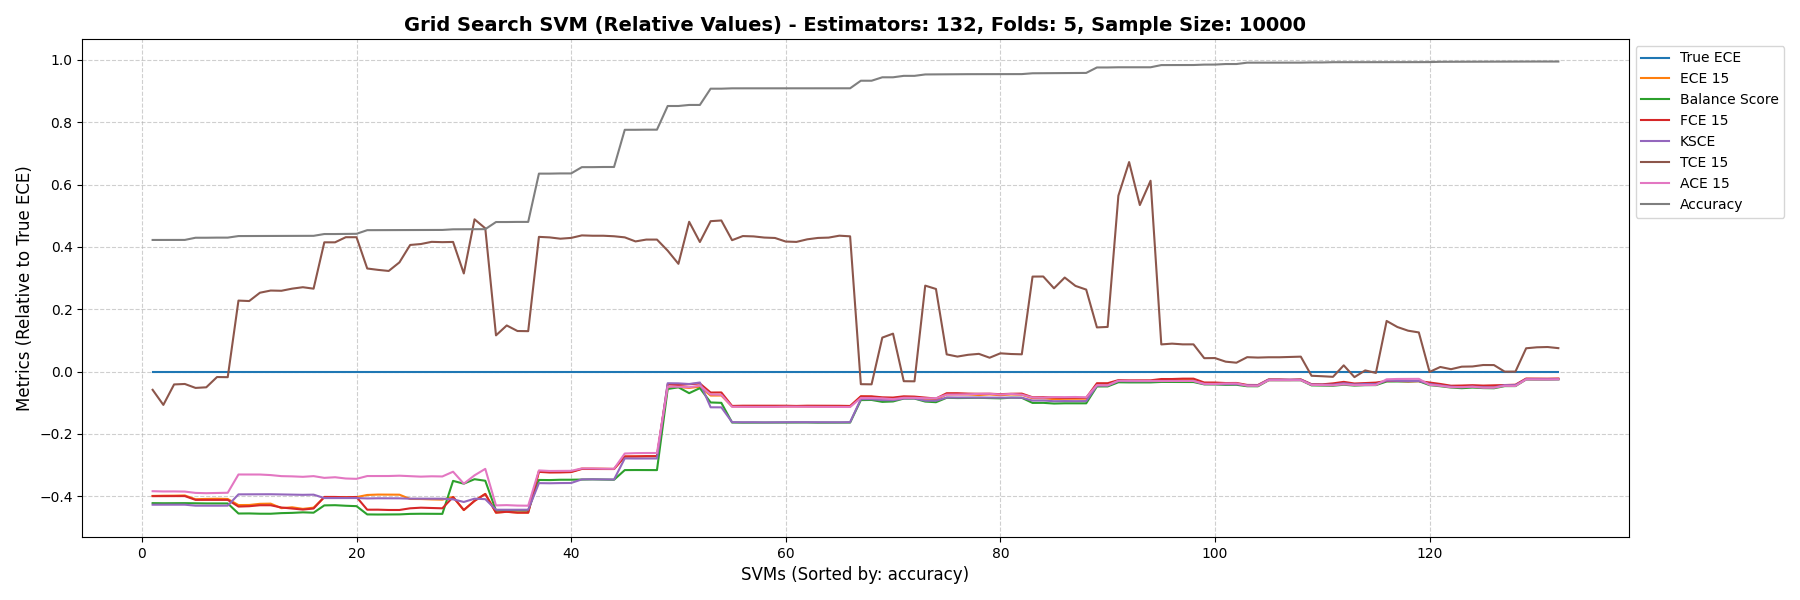 Grid Search SVM (Relative Values) - Estimators: 132, Folds: 5, Sample Size: 10000
Metrics (Relative to True ECE)
1.0
0.8
0.6
0.4
0.2
0.0
−0.2
−0.4
0 20 40 60 80 100 120
SVMs (Sorted by: accuracy)
True ECE
ECE 15
Balance Score
FCE 15
KSCE
TCE 15
ACE 15
Accuracy